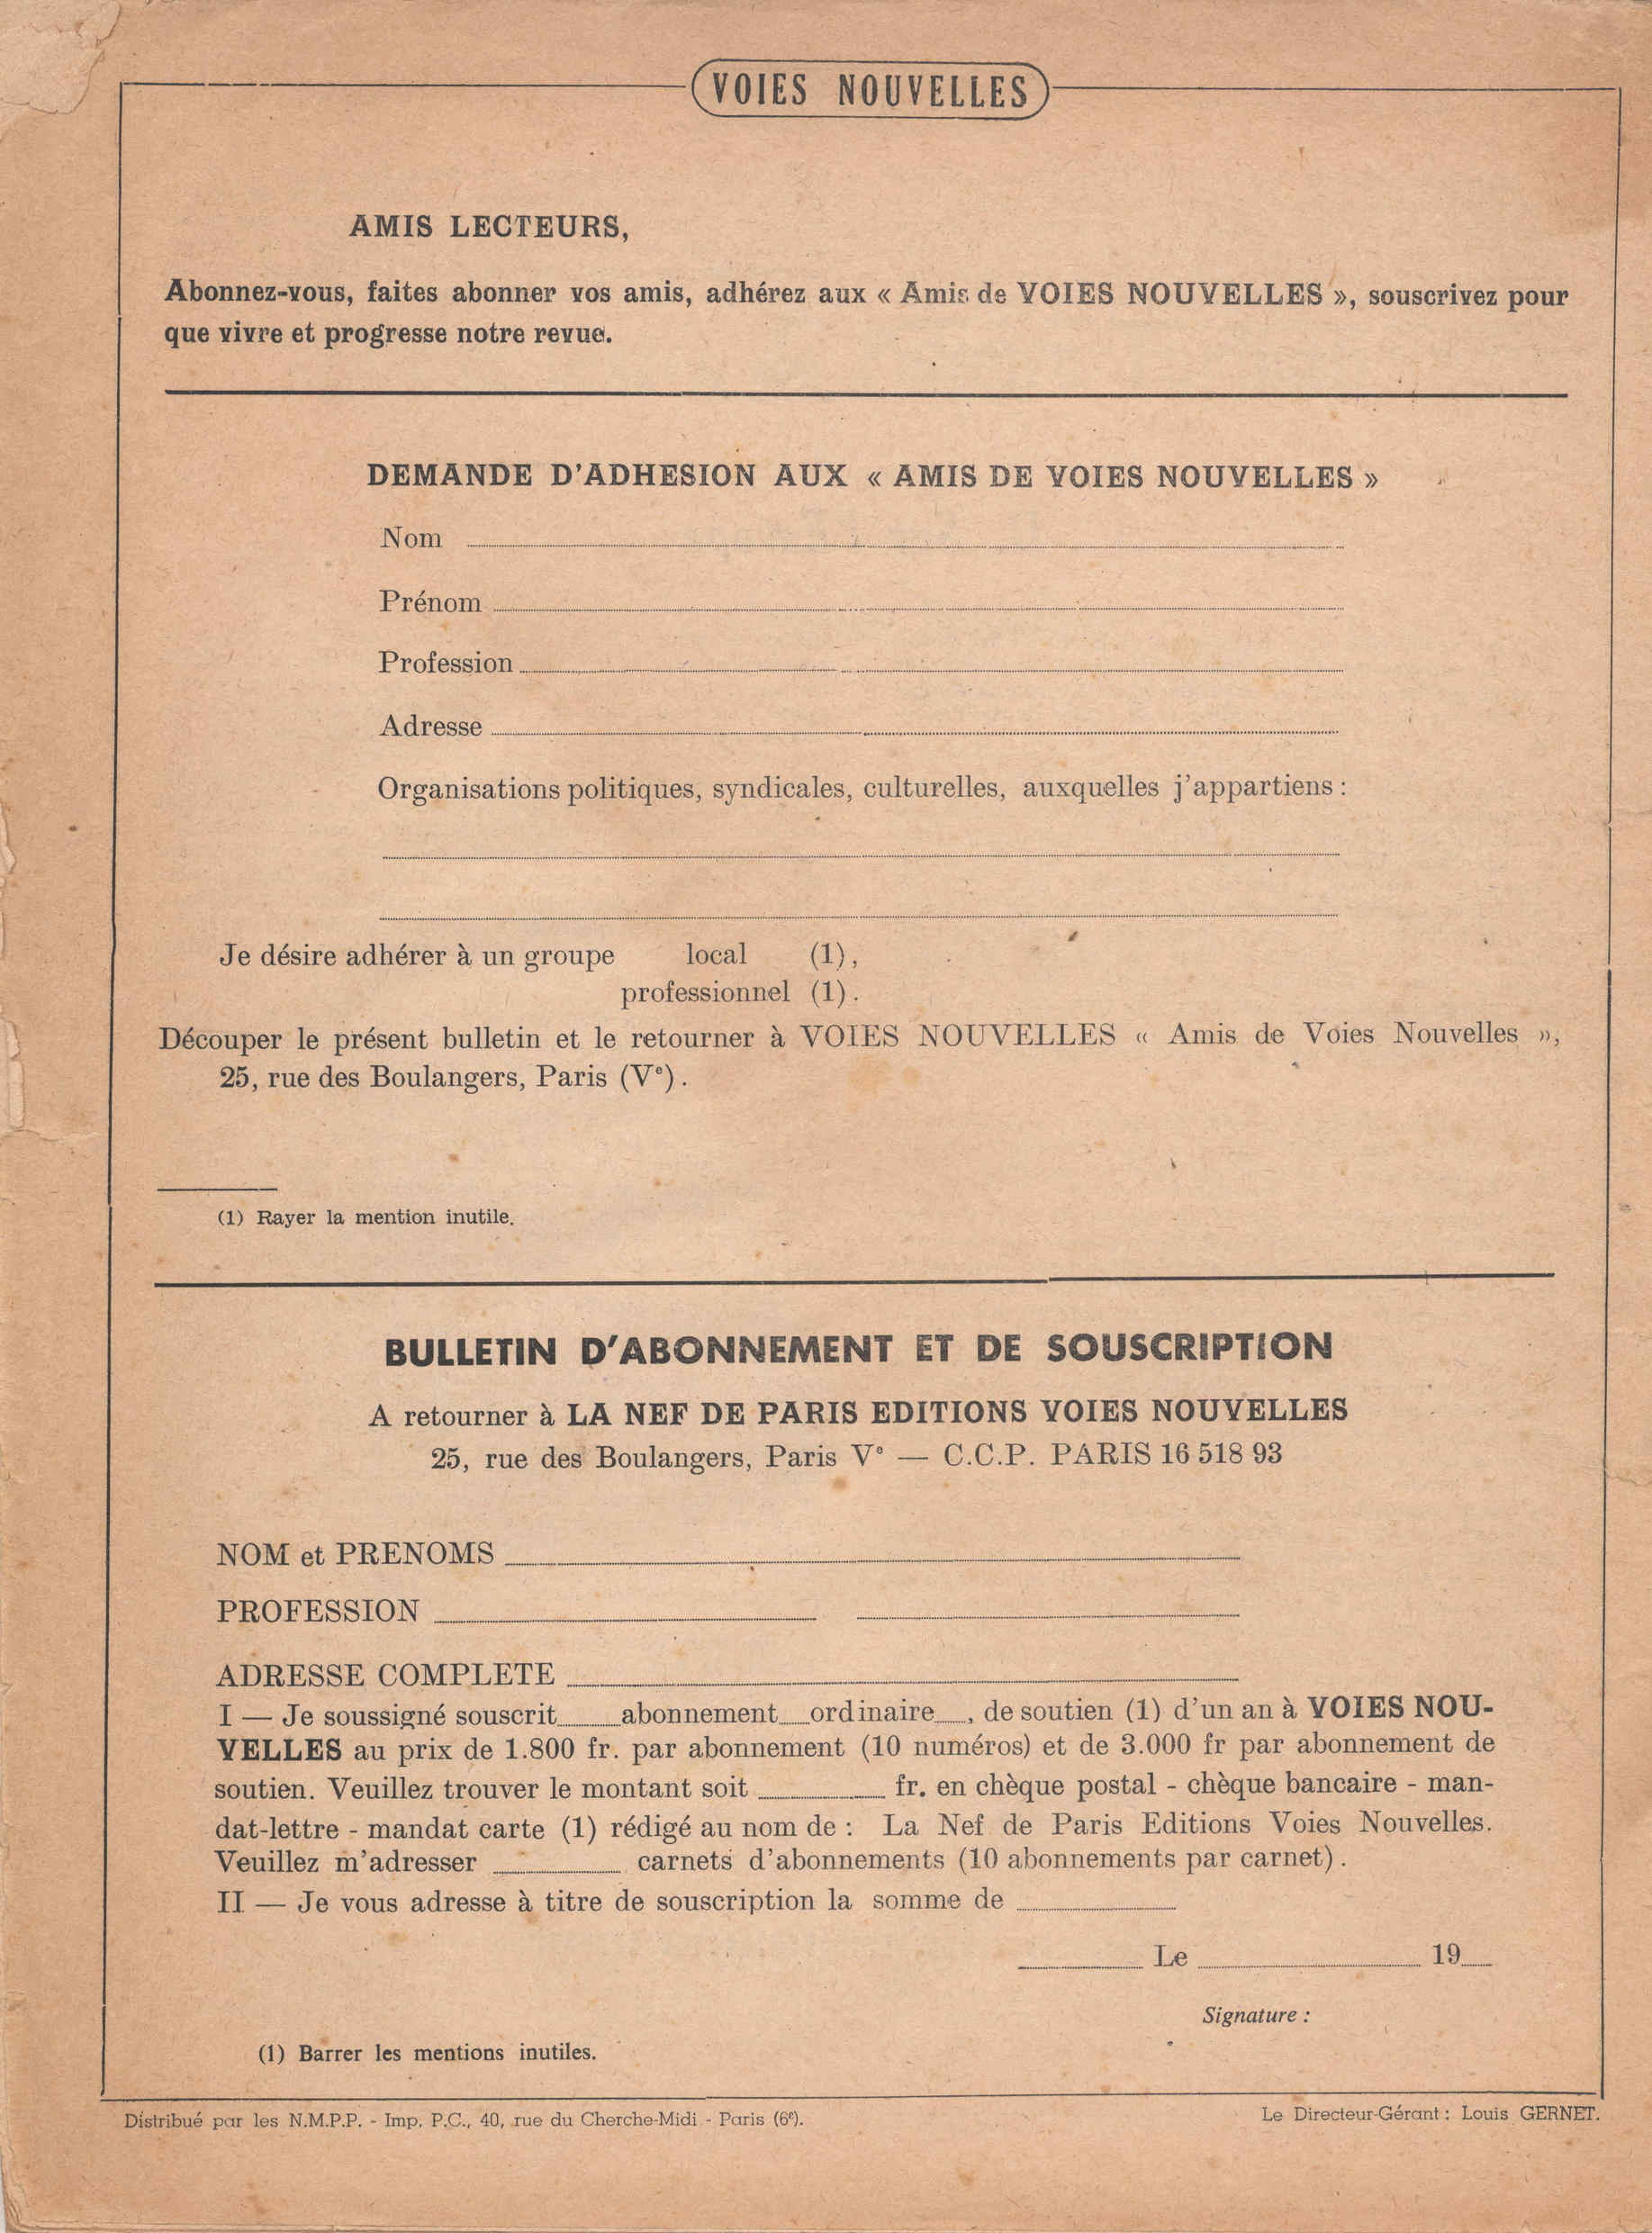 VOIES NOUVELLES
AMIS LECTEURS,
Abonnez-vous, faites abonner vos amis, adhérez aux « Amis de VOIES NOUVELLES », souscrivez pour
que vivre et progresse notre revue.
DEMANDE D'ADHESION AUX « AMIS DE VOIES NOUVELLES »
Nom
Prénom
Profession
Adresse
Organisations politiques, syndicales, culturelles, auxquelles j'appartiens :
Je désire adhérer à un groupe local (1),
professionnel (1).
Découper le présent bulletin et le retourner à VOIES NOUVELLES « Amis de Voies Nouvelles »,
25, rue des Boulangers, Paris (Vᵉ).
(1) Rayer la mention inutile.
BULLETIN D'ABONNEMENT ET DE SOUSCRIPTION
A retourner à LA NEF DE PARIS EDITIONS VOIES NOUVELLES
25, rue des Boulangers, Paris Vᵉ — C.C.P. PARIS 16 518 93
NOM et PRENOMS
PROFESSION
ADRESSE COMPLETE
I — Je soussigné souscrit abonnement ordinaire , de soutien (1) d'un an à VOIES NOU-
VELLES au prix de 1.800 fr. par abonnement (10 numéros) et de 3.000 fr par abonnement de
soutien. Veuillez trouver le montant soit fr. en chèque postal - chèque bancaire - man-
dat-lettre - mandat carte (1) rédigé au nom de : La Nef de Paris Editions Voies Nouvelles.
Veuillez m'adresser carnets d'abonnements (10 abonnements par carnet).
II — Je vous adresse à titre de souscription la somme de
Le 19
Signature :
(1) Barrer les mentions inutiles.
Distribué par les N.M.P.P. - Imp. P.C., 40, rue du Cherche-Midi - Paris (6ᵉ).
Le Directeur-Gérant : Louis GERNET.